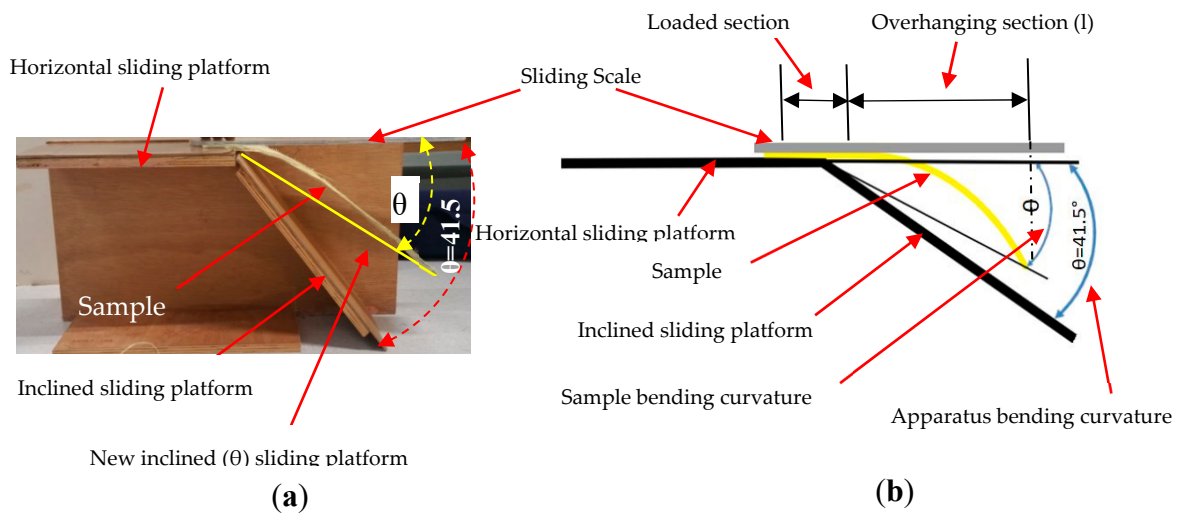 Loaded section
Overhanging section (l)
Horizontal sliding platform
Sliding Scale
θ
θ=41.5
Sample
Inclined sliding platform
New inclined (θ) sliding platform
(a)
Horizontal sliding platform
Sample
Inclined sliding platform
Sample bending curvature
θ
θ=41.5°
Apparatus bending curvature
(b)